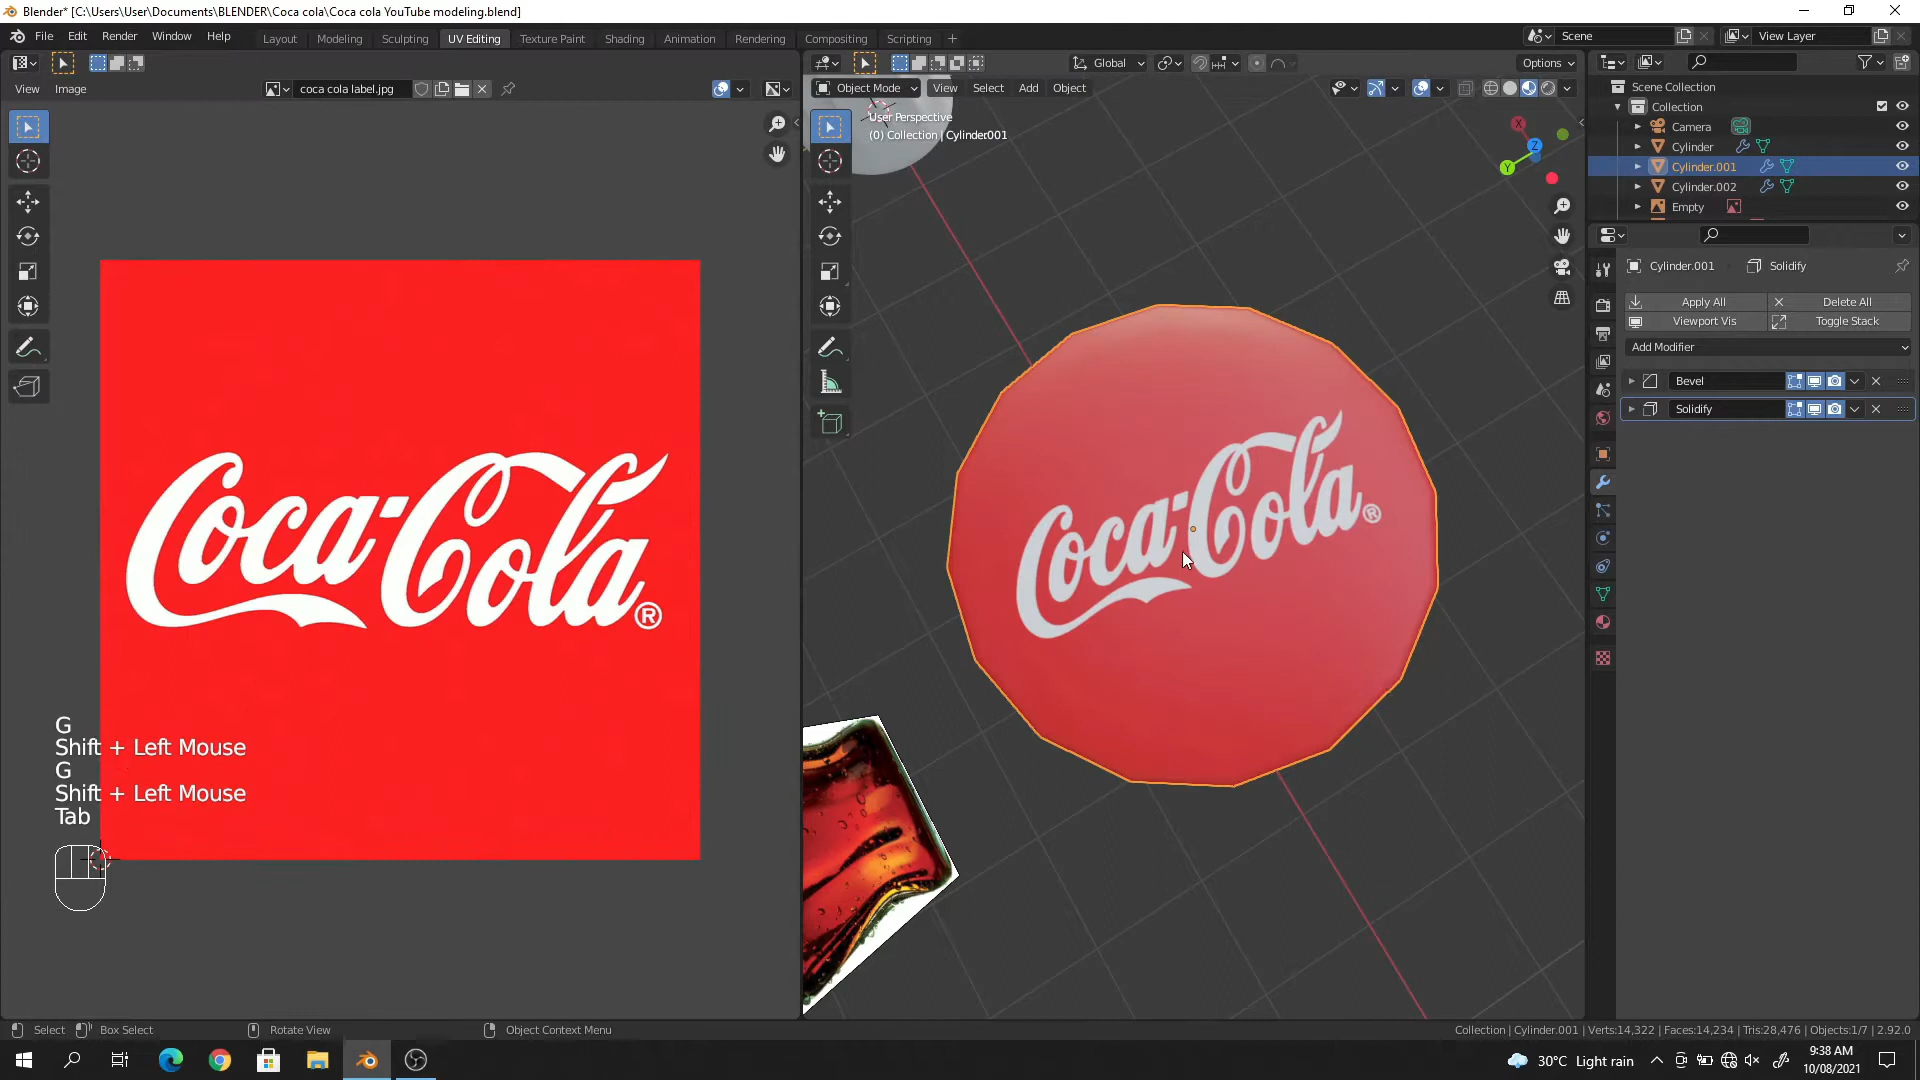 Blender* [C:\Users\User\Documents\BLENDER\Coca cola\Coca cola YouTube modeling.blend]
File Edit Render Window Help
Layout Modeling Sculpting UV Editing Texture Paint Shading Animation Rendering Compositing Scripting
Scene View Layer
Global Options
View Image coca cola label.jpg
Object Mode View Select Add Object
User Perspective
(0) Collection | Cylinder001
Scene Collection
Collection
Camera
Cylinder
Cylinder.001
Cylinder.002
Empty
X
Y
Z
Cylinder.001 Solidify
Apply All Delete All
Viewport Vis Toggle Stack
Add Modifier
Bevel
Solidify
Coca-Cola®
Coca-Cola®
G
Shift + Left Mouse
G
Shift + Left Mouse
Tab
Select Box Select Rotate View Object Context Menu
Collection | Cylinder.001 | Verts:14,322 | Faces:14,234 | Tris:28,476 | Objects:1/7 | 2.92.0
30°C Light rain
9:38 AM
10/08/2021